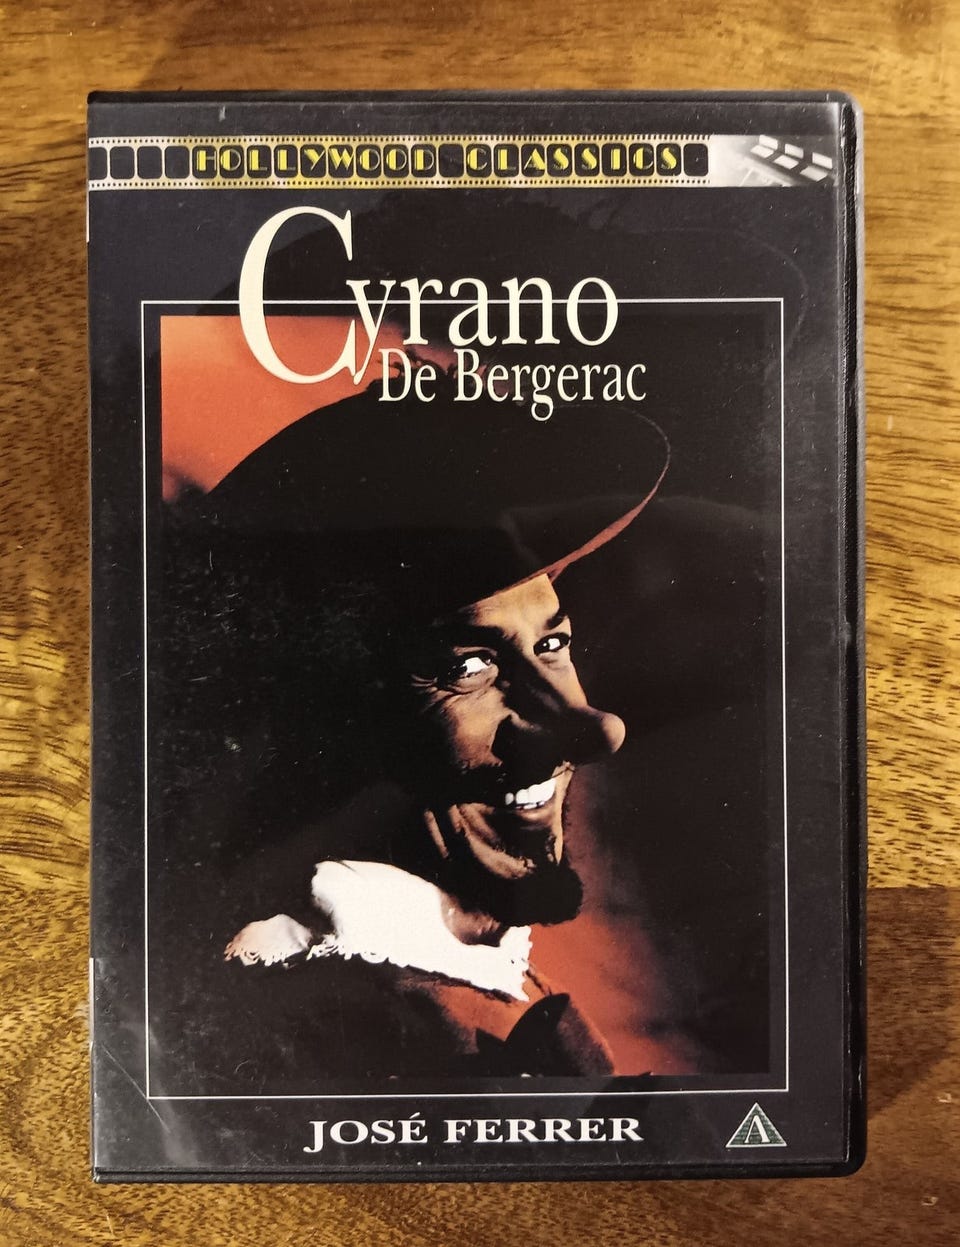 HOLLYWOOD CLASSICS
Cyrano
De Bergerac
JOSÉ FERRER